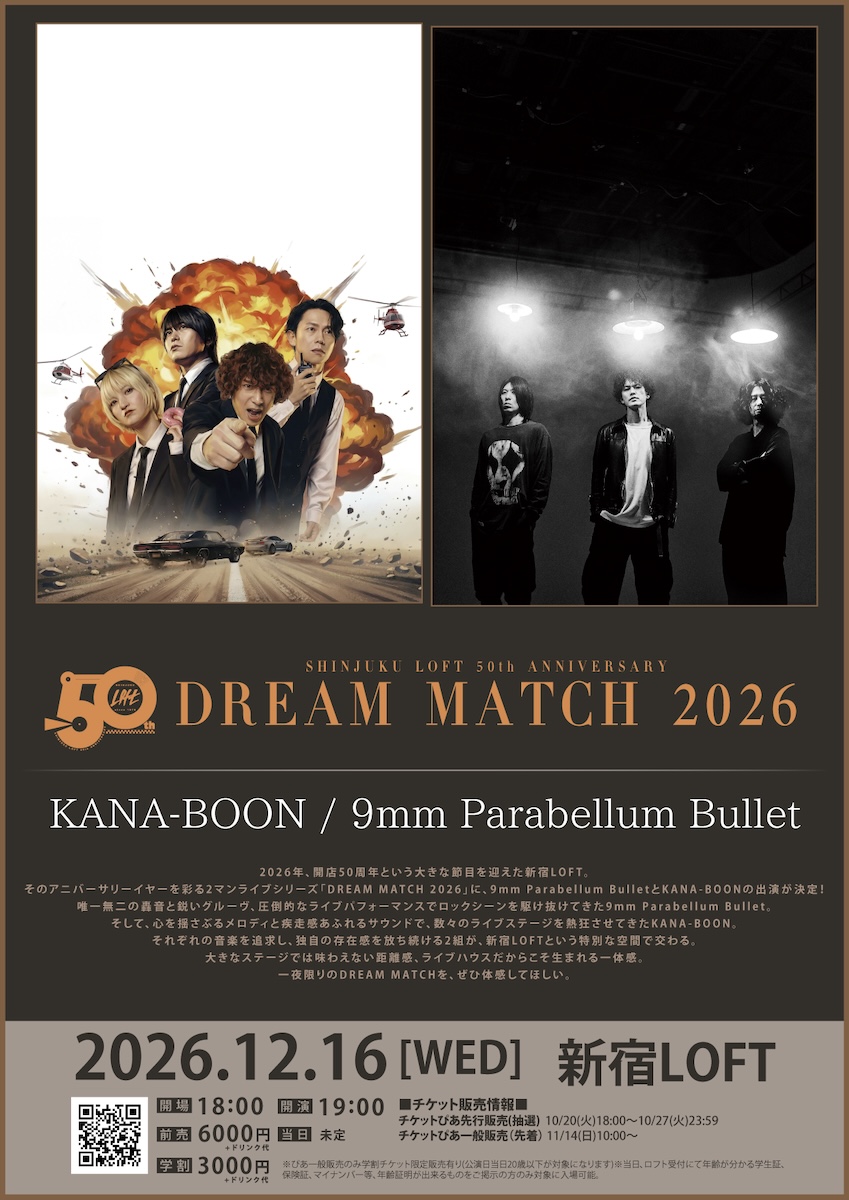 SHINJUKU LOFT 50th ANNIVERSARY
50th
LOFT
DREAM MATCH 2026
KANA-BOON / 9mm Parabellum Bullet
2026年、開店50周年という大きな節目を迎えた新宿LOFT。
そのアニバーサリーイヤーを彩る2マンライブシリーズ「DREAM MATCH 2026」に、9mm Parabellum BulletとKANA-BOONの出演が決定!
唯一無二の轟音と鋭いグルーヴ、圧倒的なライブパフォーマンスでロックシーンを駆け抜けてきた9mm Parabellum Bullet。
そして、心を揺さぶるメロディと疾走感あふれるサウンドで、数々のライブステージを熱狂させてきたKANA-BOON。
それぞれの音楽を追求し、独自の存在感を放ち続ける2組が、新宿LOFTという特別な空間で交わる。
大きなステージでは味わえない距離感、ライブハウスだからこそ生まれる一体感。
一夜限りのDREAM MATCHを、ぜひ体感してほしい。
2026.12.16 [WED] 新宿LOFT
開場 18:00 開演 19:00
前売 6000円 +ドリンク代 当日 未定
学割 3000円 +ドリンク代
■チケット販売情報■
チケットぴあ先行販売(抽選) 10/20(火)18:00〜10/27(火)23:59
チケットぴあ一般販売(先着) 11/14(日)10:00〜
※ぴあ一般販売のみ学割チケット限定販売有り(公演日当日20歳以下が対象になります)※当日、ロフト受付にて年齢が分かる学生証、
保険証、マイナンバー等、年齢証明が出来るものをご掲示の方のみ対象に入場可能。